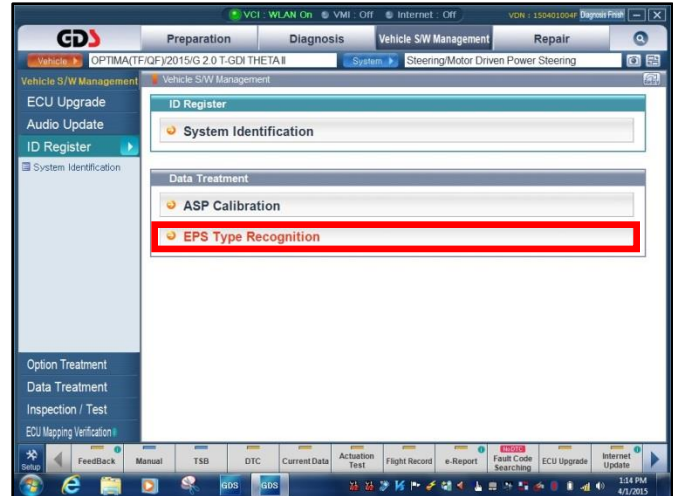 VCI : WLAN On VMI : Off Internet : Off VDN : 150401004F Diagnosis Finish
GDS Preparation Diagnosis Vehicle S/W Management Repair
Vehicle OPTIMA(TF/QF)/2015/G 2.0 T-GDI THETA II System Steering/Motor Driven Power Steering
Vehicle S/W Management Vehicle S/W Management
ECU Upgrade
Audio Update
ID Register
System Identification
ID Register
System Identification
Data Treatment
ASP Calibration
EPS Type Recognition
Option Treatment
Data Treatment
Inspection / Test
ECU Mapping Verification
Setup FeedBack Manual TSB DTC Current Data Actuation Test Flight Record e-Report NoDTC Fault Code Searching ECU Upgrade Internet Update
GDS GDS 1:14 PM
4/1/2015